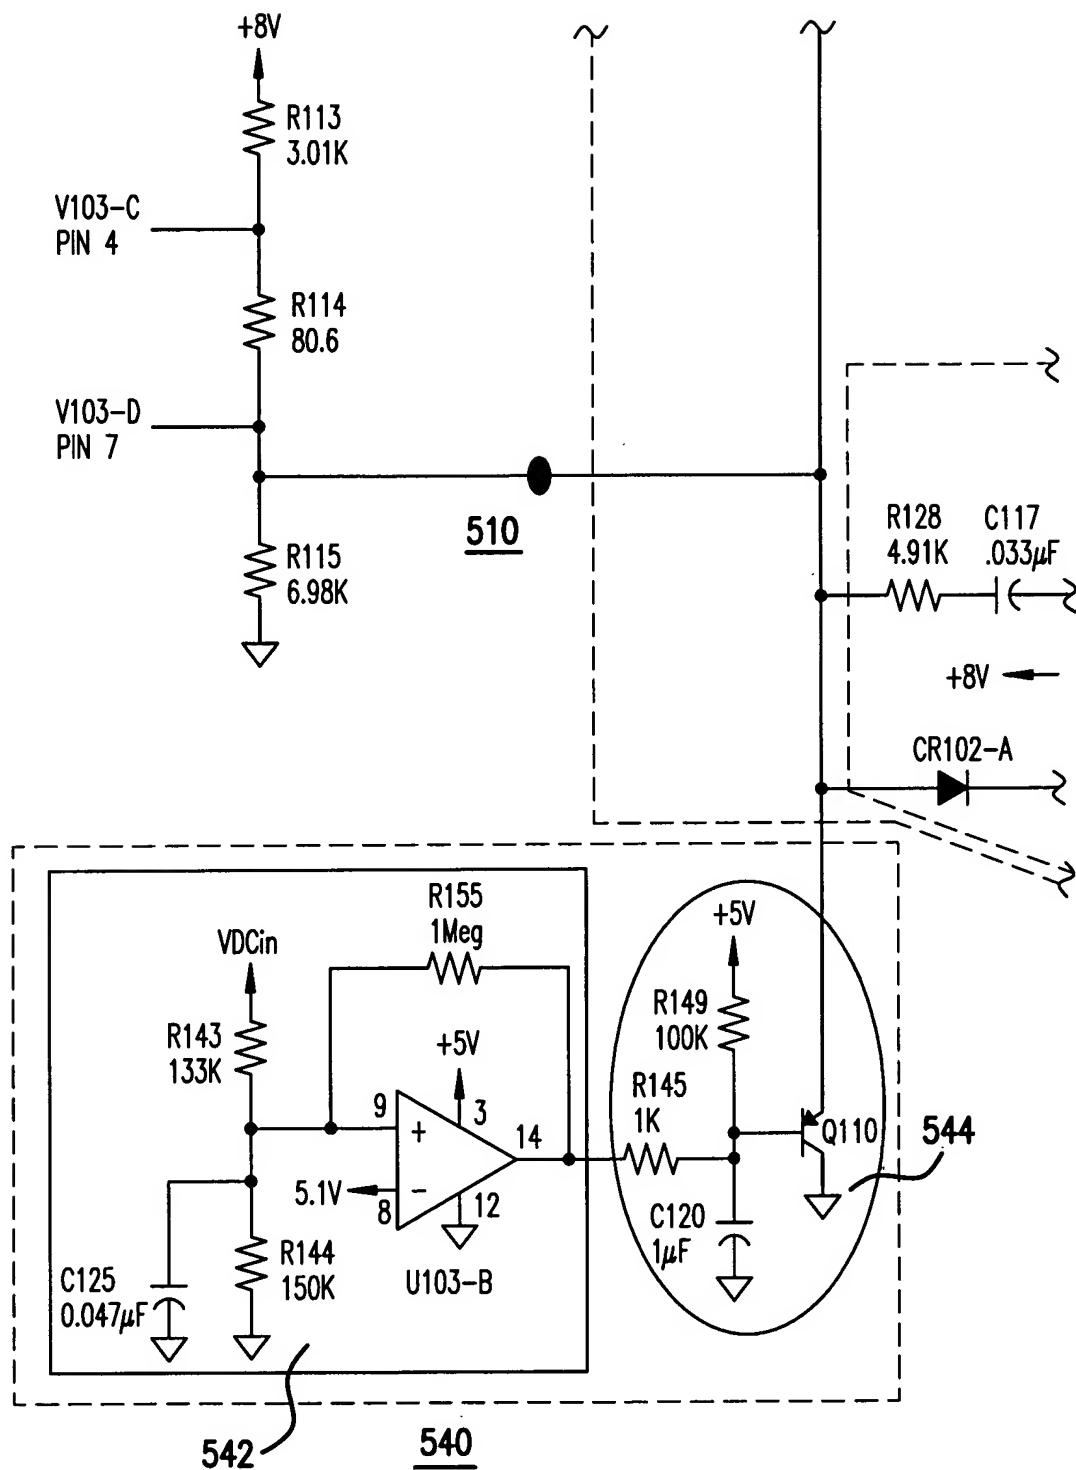 +8V
R113
3.01K
V103-C
PIN 4
R114
80.6
V103-D
PIN 7
510
R115
6.98K
R128
4.91K
C117
.033µF
+8V
CR102-A
R155
1Meg
VDCin
R143
133K
+5V
9
3
+
14
5.1V
-
8
12
R144
150K
U103-B
C125
0.047µF
+5V
R149
100K
R145
1K
Q110
544
C120
1µF
542
540